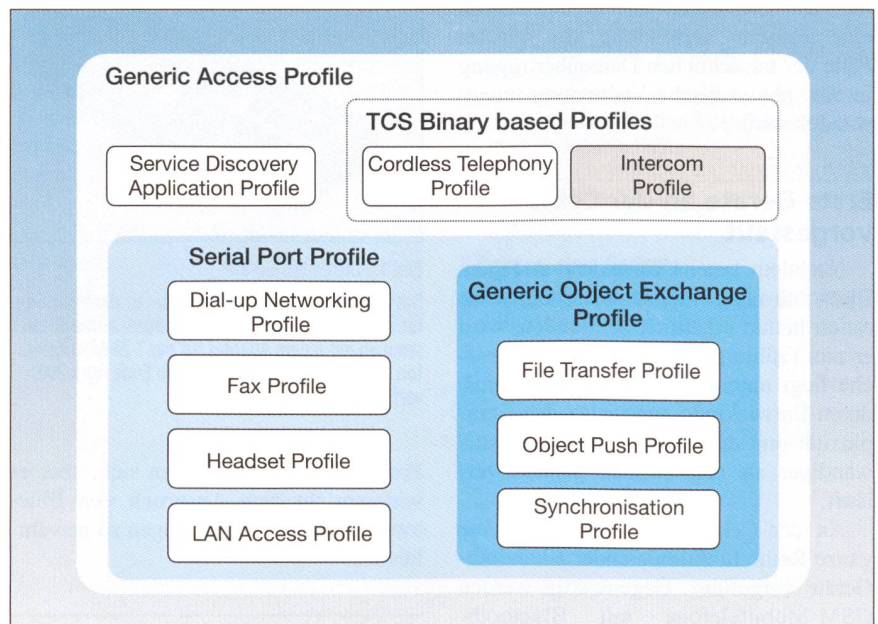 Generic Access Profile
TCS Binary based Profiles
Service Discovery
Application Profile
Cordless Telephony
Profile
Intercom
Profile
Serial Port Profile
Dial-up Networking
Profile
Fax Profile
Headset Profile
LAN Access Profile
Generic Object Exchange
Profile
File Transfer Profile
Object Push Profile
Synchronisation
Profile